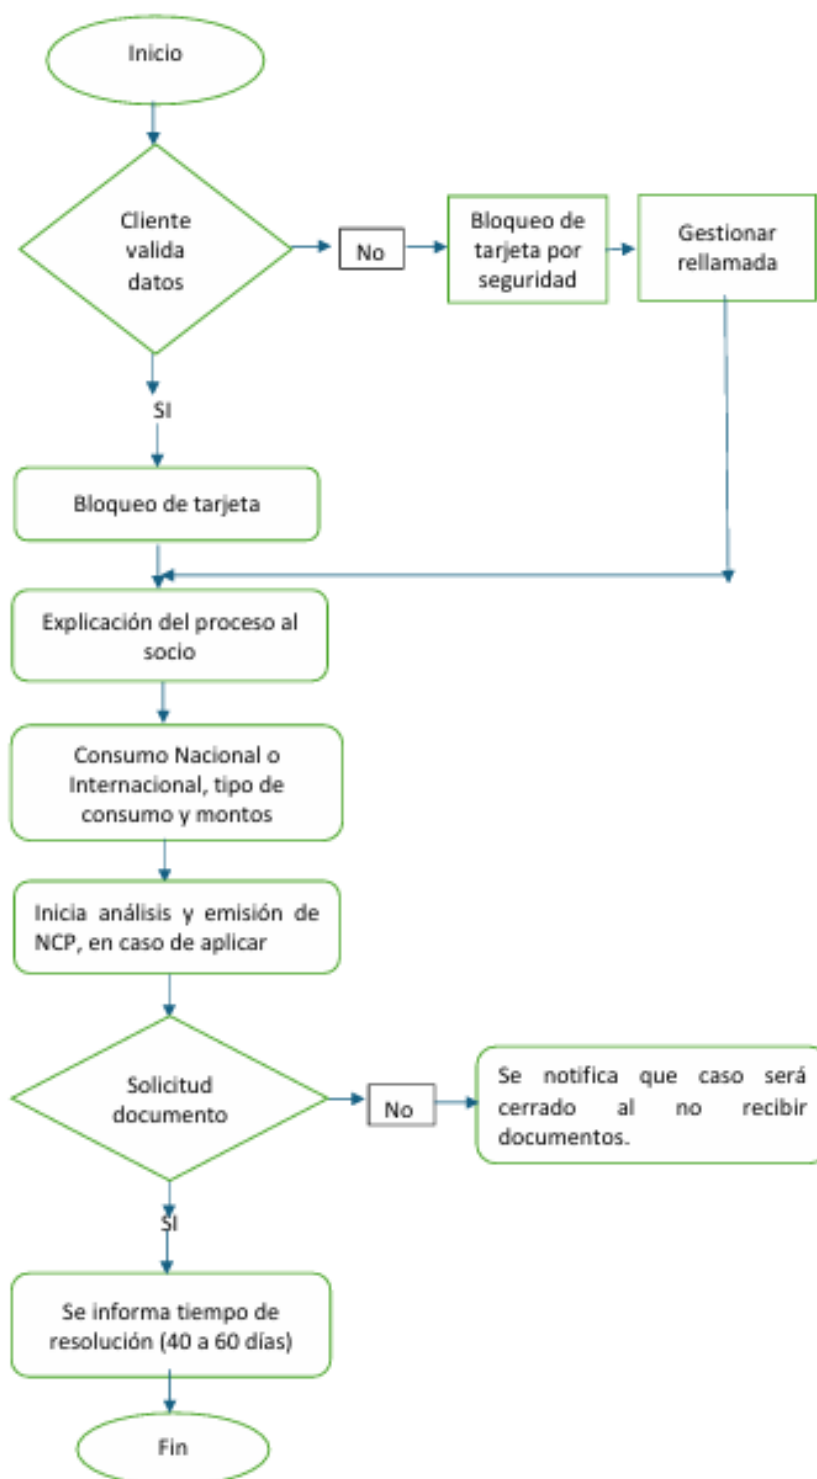 Inicio
Cliente
valida
datos
No
Bloqueo de
tarjeta por
seguridad
Gestionar
rellamada
SI
Bloqueo de tarjeta
Explicación del proceso al
socio
Consumo Nacional o
Internacional, tipo de
consumo y montos
Inicia análisis y emisión de
NCP, en caso de aplicar
Solicitud
documento
No
Se notifica que caso será
cerrado al no recibir
documentos.
SI
Se informa tiempo de
resolución (40 a 60 días)
Fin